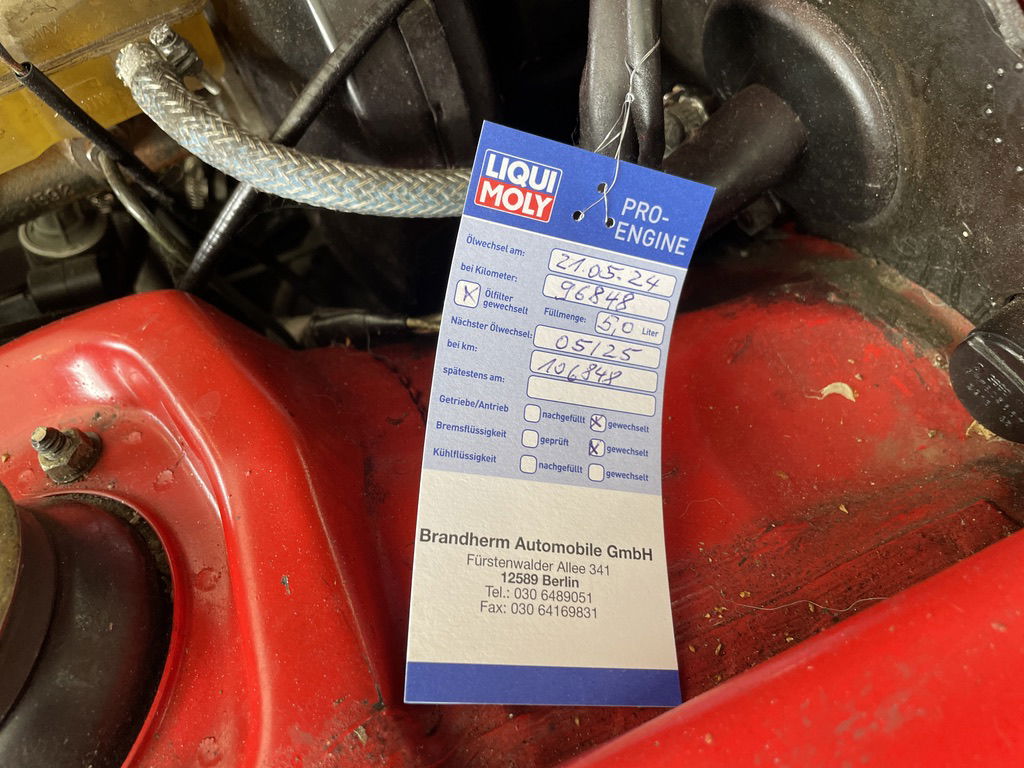 MAX
LIQUI
MOLY
PRO-
ENGINE
Ölwechsel am: 21.05.24
bei Kilometer: 96848
X Ölfilter gewechselt Füllmenge: 5,0 Liter
Nächster Ölwechsel: 05/25
bei km: 106848
spätestens am:
Getriebe/Antrieb nachgefüllt X gewechselt
Bremsflüssigkeit geprüft X gewechselt
Kühlflüssigkeit nachgefüllt gewechselt
Brandherm Automobile GmbH
Fürstenwalder Allee 341
12589 Berlin
Tel.: 030 6489051
Fax: 030 64169831